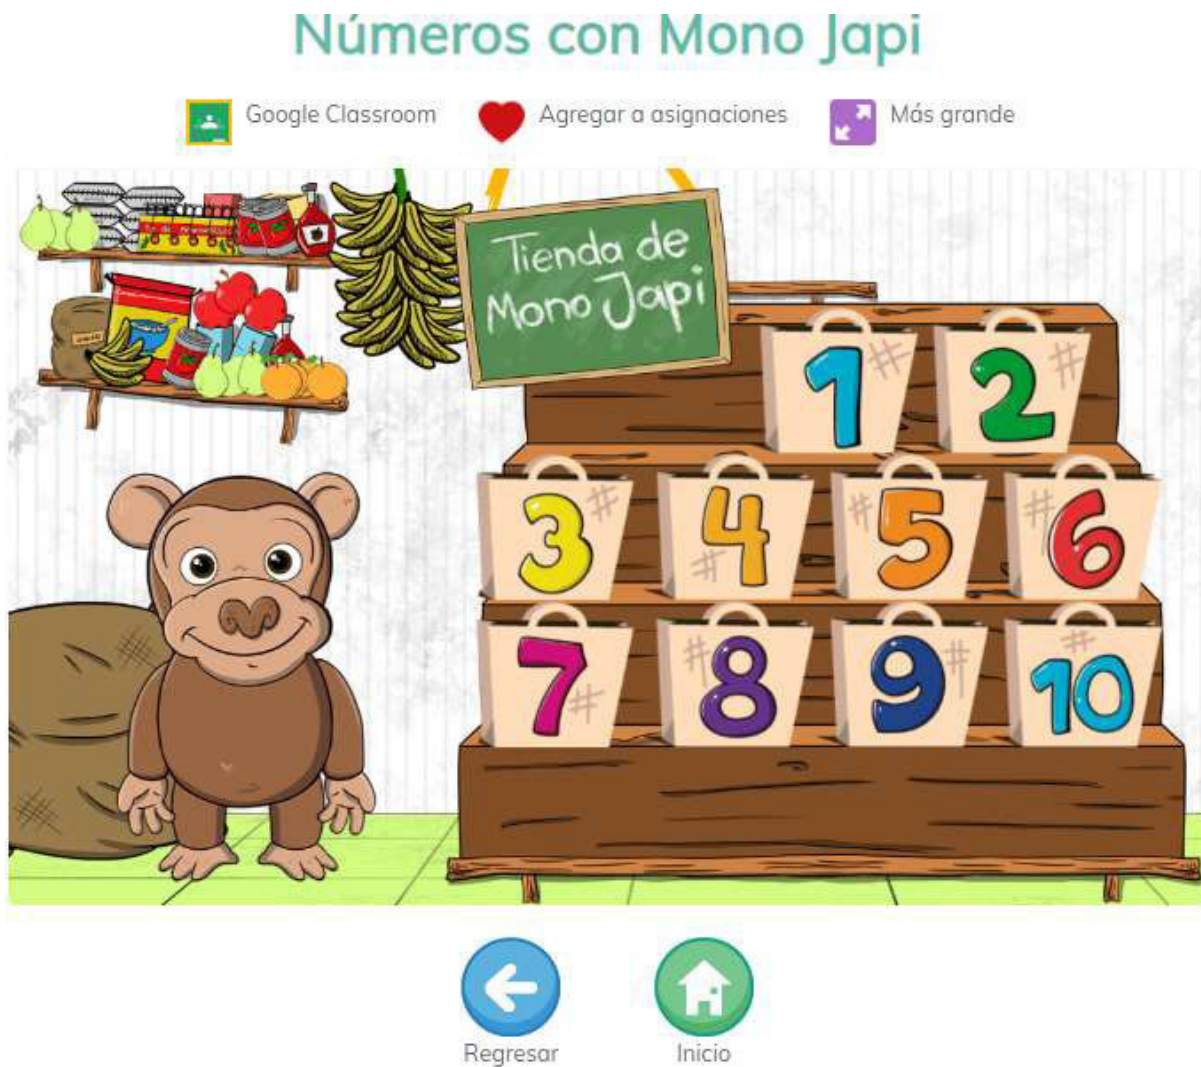 Números con Mono Japi
Google Classroom
Agregar a asignaciones
Más grande
Tienda de
Mono Japi
1
2
3
4
5
6
7
8
9
10
Regresar
Inicio